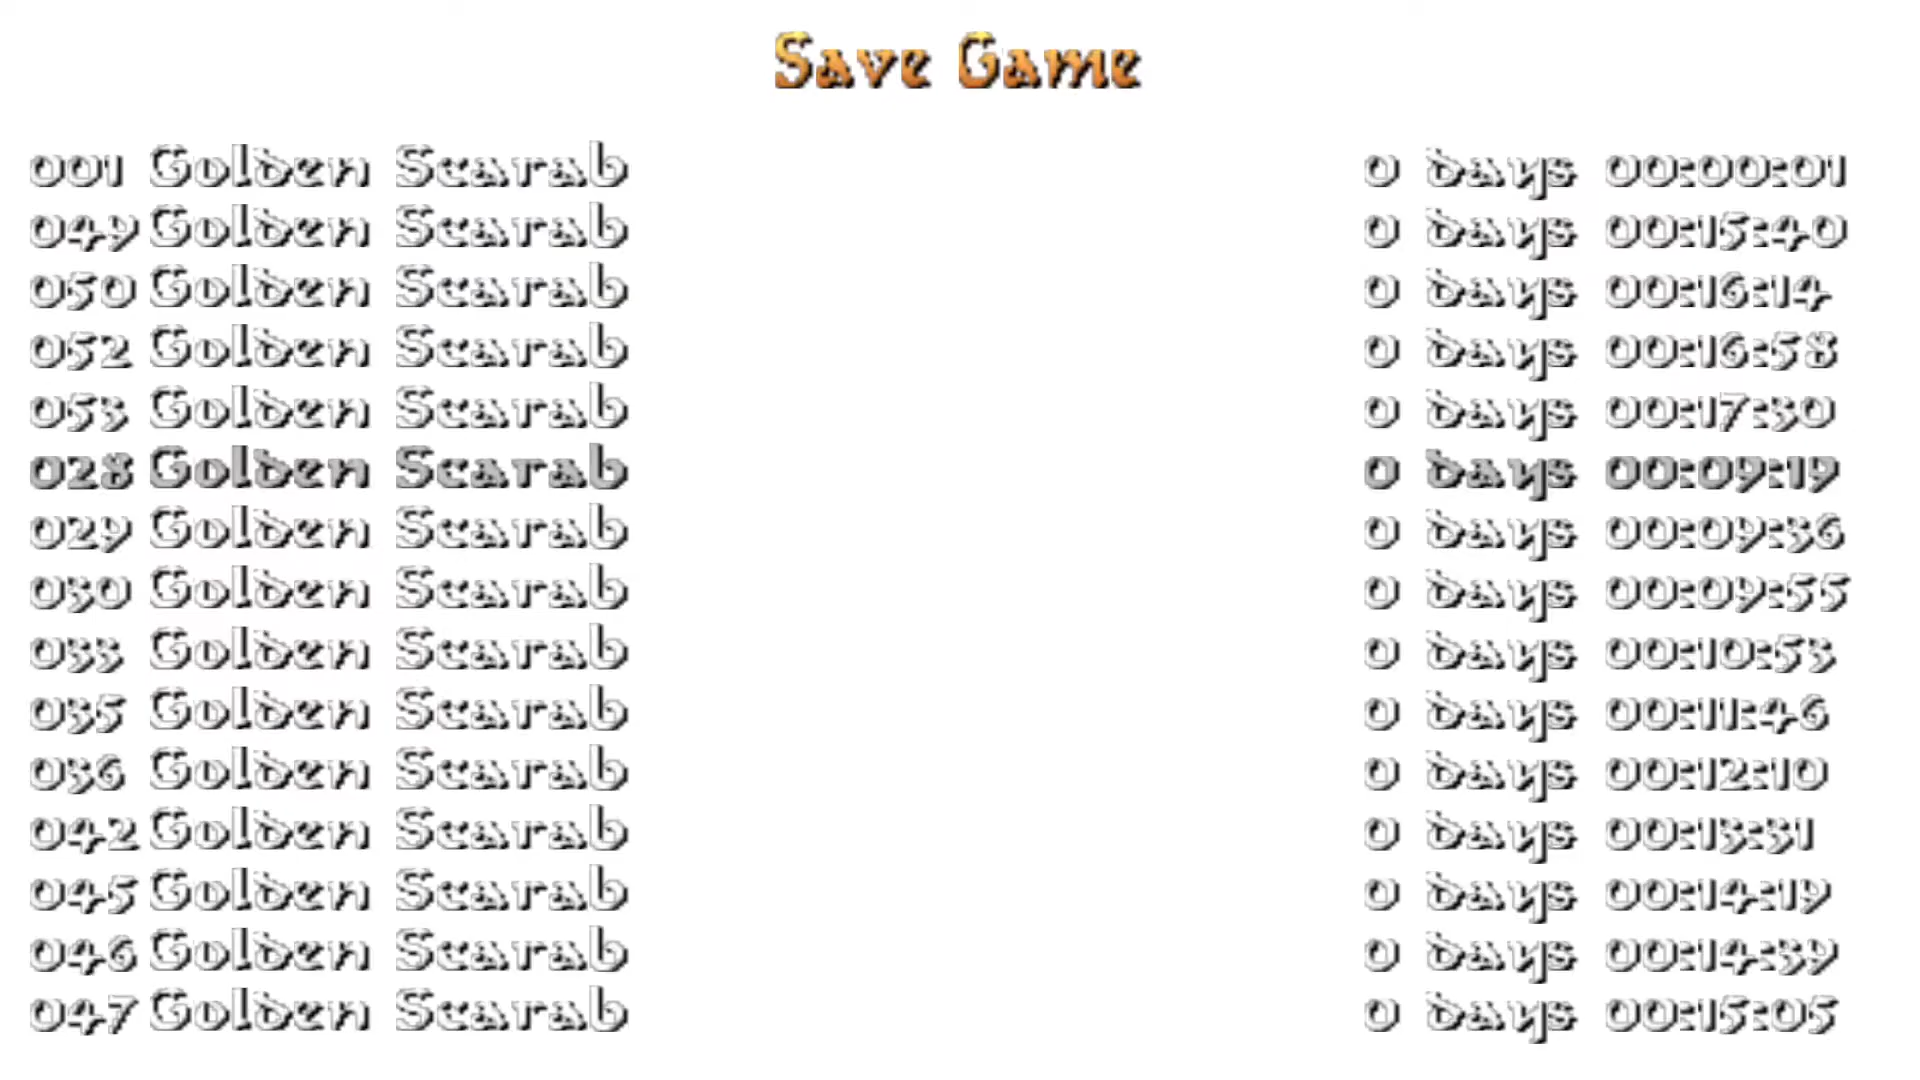 Save Game
001 Golden Scarab 0 days 00:00:01
049 Golden Scarab 0 days 00:15:40
050 Golden Scarab 0 days 00:16:14
052 Golden Scarab 0 days 00:16:58
053 Golden Scarab 0 days 00:17:30
028 Golden Scarab 0 days 00:09:19
029 Golden Scarab 0 days 00:09:36
030 Golden Scarab 0 days 00:09:55
033 Golden Scarab 0 days 00:10:53
035 Golden Scarab 0 days 00:11:46
036 Golden Scarab 0 days 00:12:10
042 Golden Scarab 0 days 00:13:31
045 Golden Scarab 0 days 00:14:19
046 Golden Scarab 0 days 00:14:39
047 Golden Scarab 0 days 00:15:05